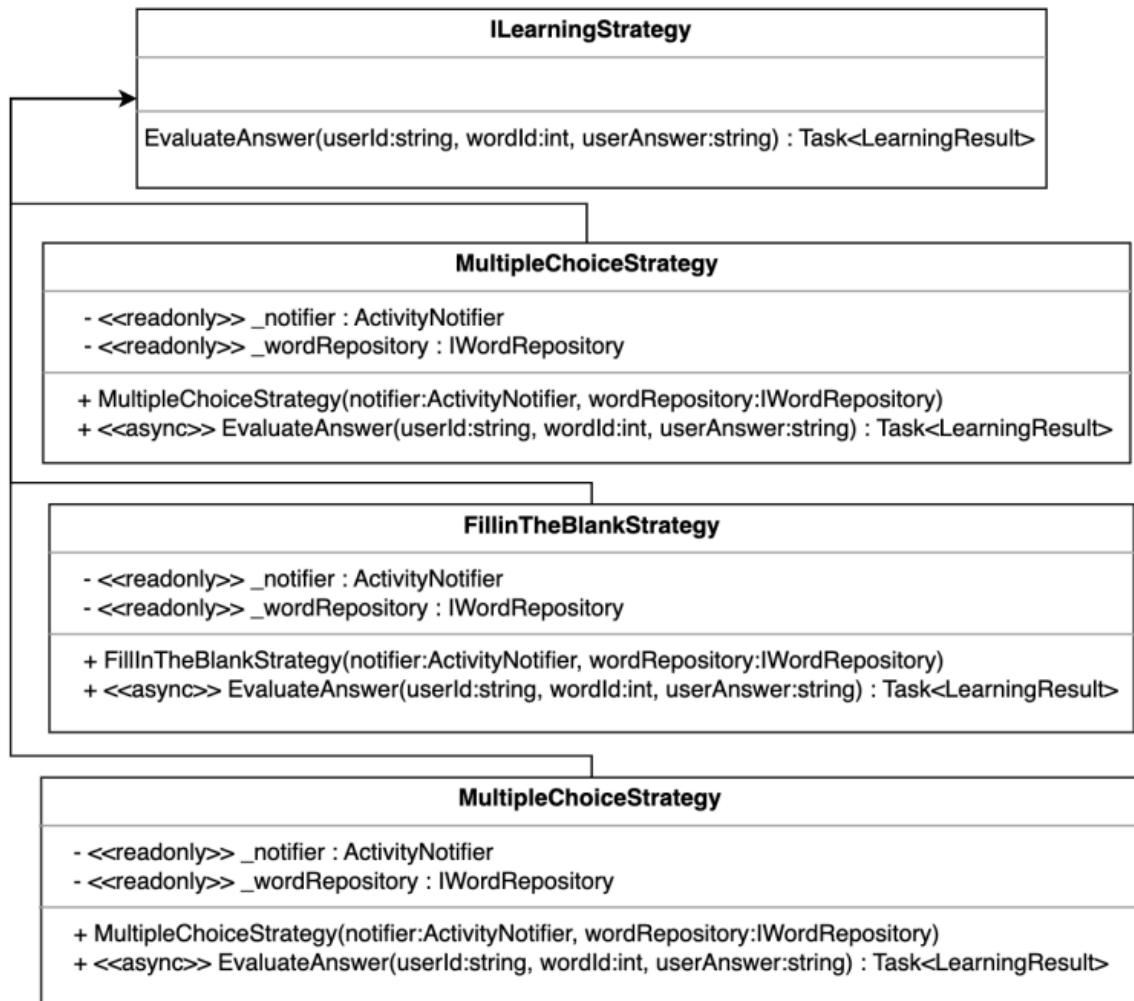 ILearningStrategy
EvaluateAnswer(userId:string, wordId:int, userAnswer:string) : Task<LearningResult>
MultipleChoiceStrategy
- <<readonly>> _notifier : ActivityNotifier
- <<readonly>> _wordRepository : IWordRepository
+ MultipleChoiceStrategy(notifier:ActivityNotifier, wordRepository:IWordRepository)
+ <<async>> EvaluateAnswer(userId:string, wordId:int, userAnswer:string) : Task<LearningResult>
FillinTheBlankStrategy
- <<readonly>> _notifier : ActivityNotifier
- <<readonly>> _wordRepository : IWordRepository
+ FillInTheBlankStrategy(notifier:ActivityNotifier, wordRepository:IWordRepository)
+ <<async>> EvaluateAnswer(userId:string, wordId:int, userAnswer:string) : Task<LearningResult>
MultipleChoiceStrategy
- <<readonly>> _notifier : ActivityNotifier
- <<readonly>> _wordRepository : IWordRepository
+ MultipleChoiceStrategy(notifier:ActivityNotifier, wordRepository:IWordRepository)
+ <<async>> EvaluateAnswer(userId:string, wordId:int, userAnswer:string) : Task<LearningResult>